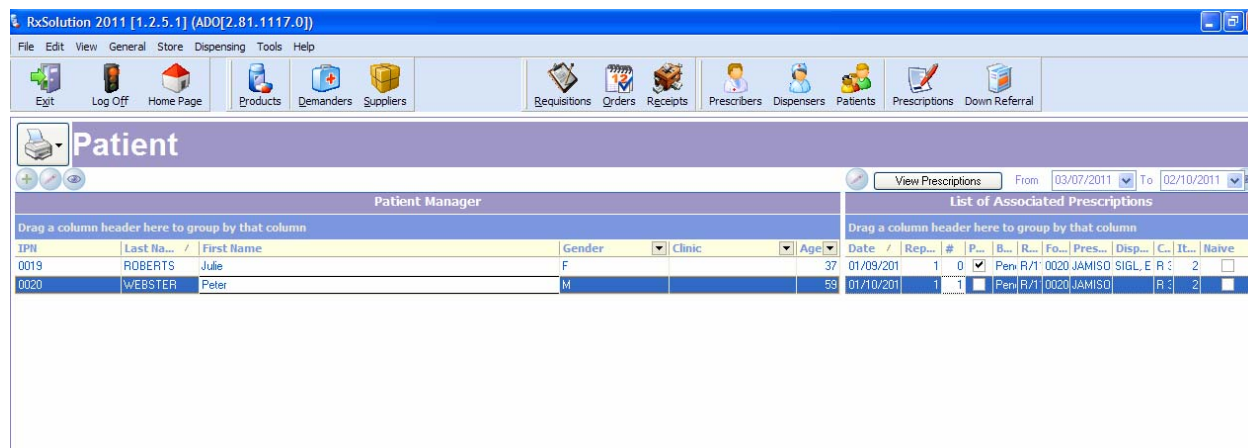 RxSolution 2011 [1.2.5.1] (ADO[2.81.1117.0])
File Edit View General Store Dispensing Tools Help
Exit Log Off Home Page Products Demanders Suppliers Requisitions Orders Receipts Prescribers Dispensers Patients Prescriptions Down Referral
Patient
View Prescriptions From 03/07/2011 To 02/10/2011
Patient Manager List of Associated Prescriptions
Drag a column header here to group by that column Drag a column header here to group by that column
IPN Last Na... / First Name Gender Clinic Age Date / Rep... # P... B... R... Fo... Pres... Disp... C... It... Naive
0019 ROBERTS Julie F 37 01/09/201 1 0 Pen R/1 0020 JAMISO SIGL, E R 2
0020 WEBSTER Peter M 59 01/10/201 1 1 Pen R/1 0020 JAMISO R 2